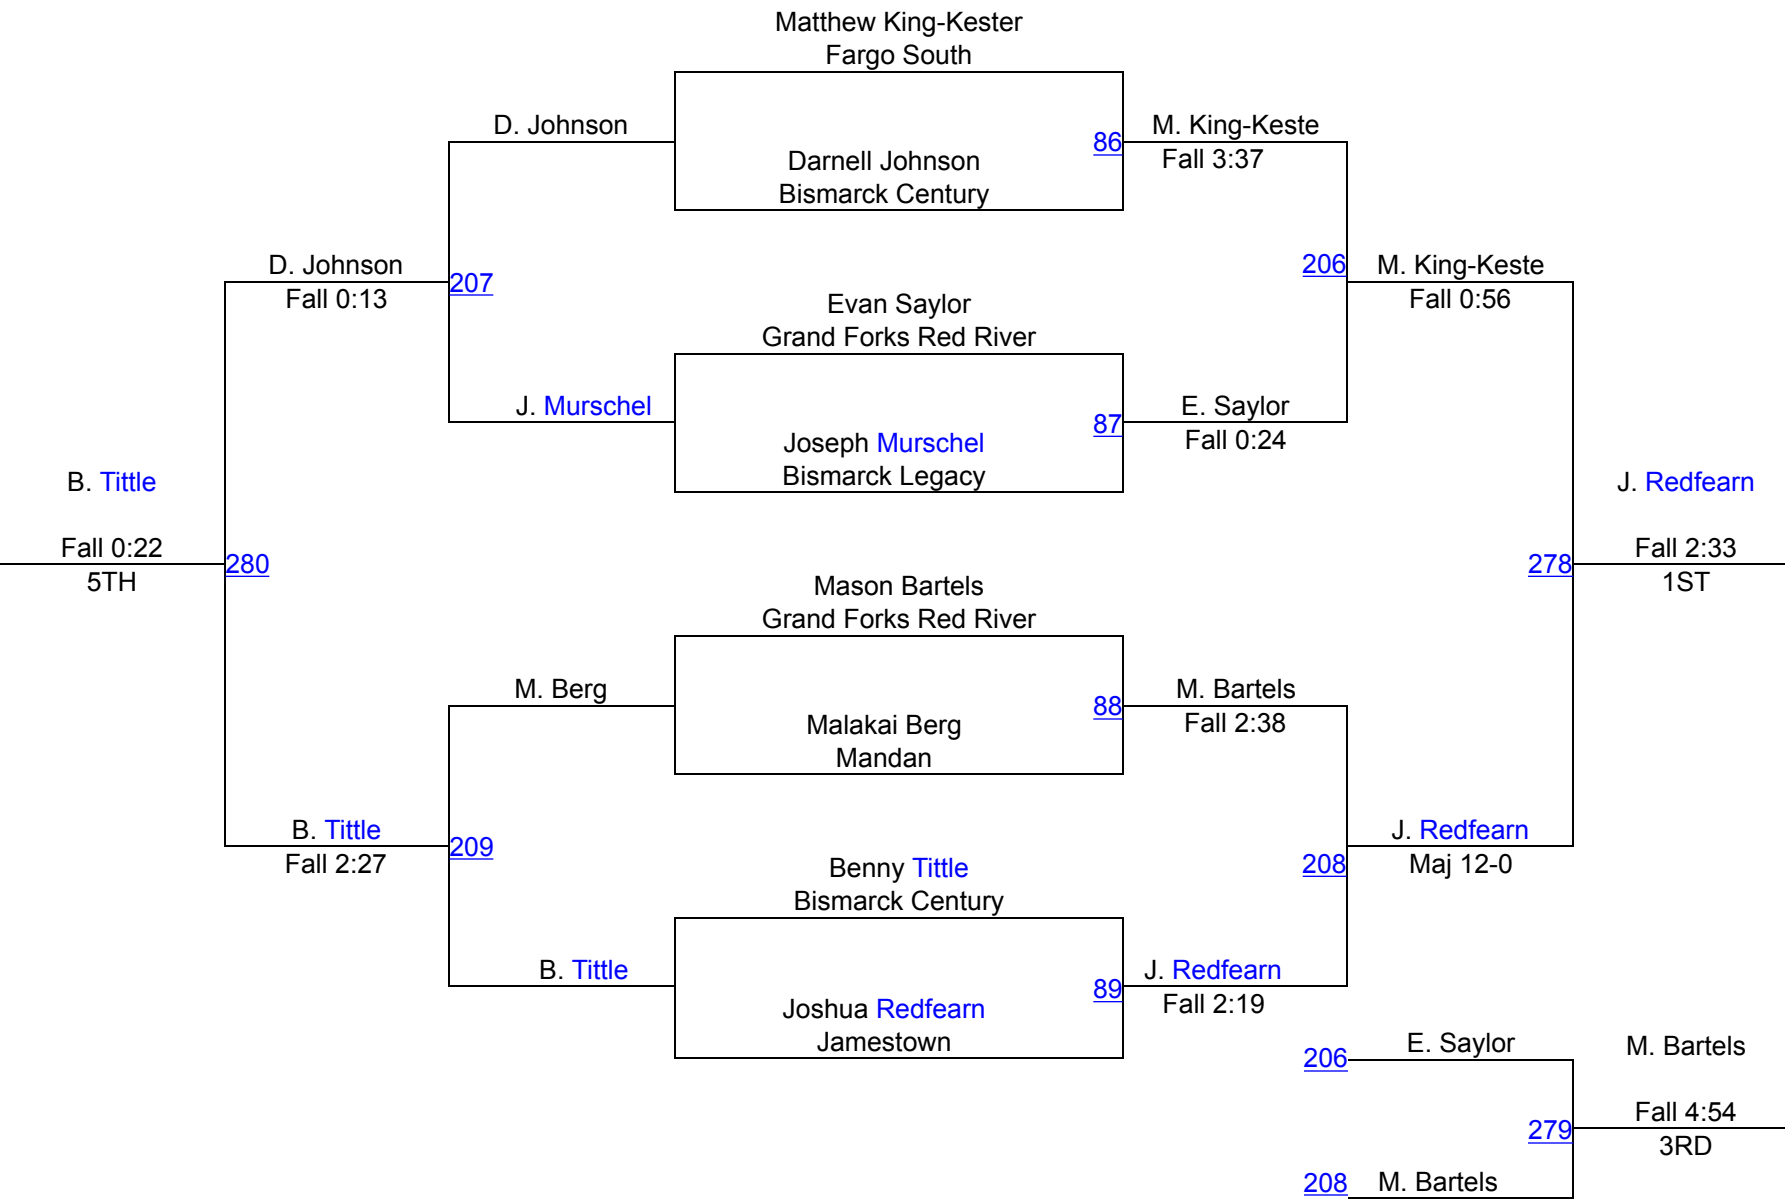 Matthew King-Kester
Fargo South
D. Johnson
86
M. King-Keste
Fall 3:37
Darnell Johnson
Bismarck Century
D. Johnson
Fall 0:13
207
206
M. King-Keste
Fall 0:56
Evan Saylor
Grand Forks Red River
J. Murschel
87
E. Saylor
Fall 0:24
Joseph Murschel
Bismarck Legacy
B. Tittle
Fall 0:22
5TH
280
J. Redfearn
Fall 2:33
1ST
278
Mason Bartels
Grand Forks Red River
M. Berg
88
M. Bartels
Fall 2:38
Malakai Berg
Mandan
B. Tittle
Fall 2:27
209
208
J. Redfearn
Maj 12-0
Benny Tittle
Bismarck Century
B. Tittle
89
J. Redfearn
Fall 2:19
Joshua Redfearn
Jamestown
206
E. Saylor
M. Bartels
Fall 4:54
3RD
279
208
M. Bartels